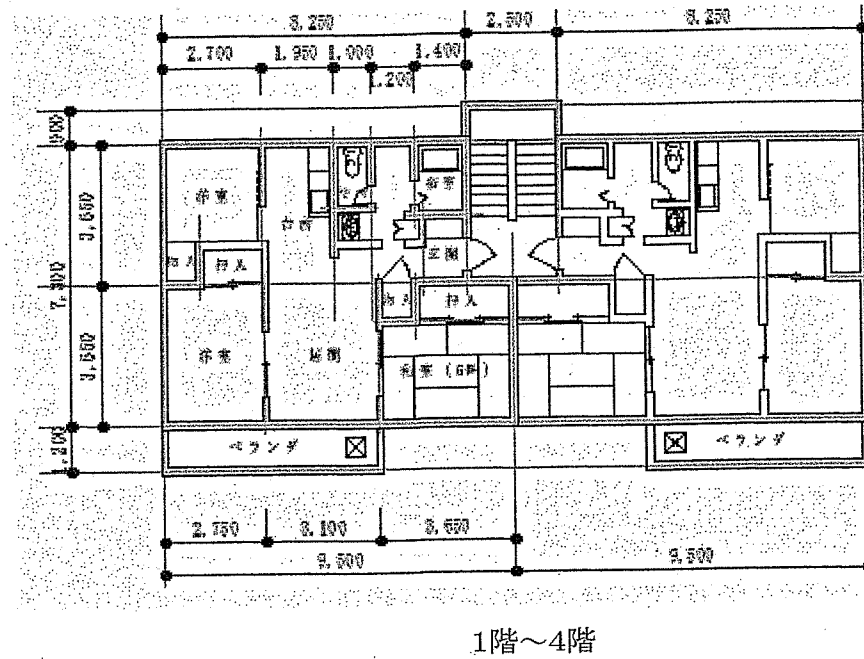 8.250 2.500 8.250
2.700 1.950 1.000 1.400
1.200
900
洋室 浴室
台所
3.650
玄関
押入 押入
7.300
押入 押入
3.650
洋室 居間 和室(6帖)
1.200
ベランダ ベランダ
2.750 3.100 3.650
9.500 9.500
1階~4階